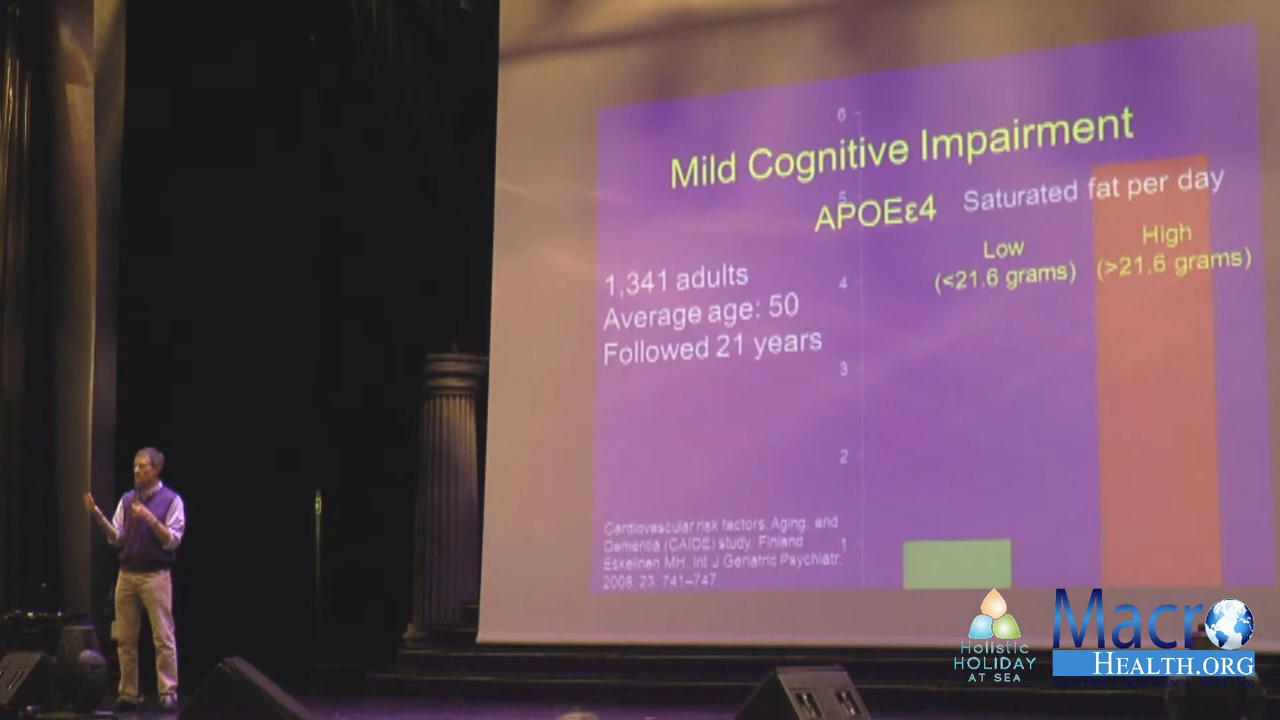 6
Mild Cognitive Impairment
5
APOEε4
Saturated fat per day
Low
(<21.6 grams)
High
(>21.6 grams)
1,341 adults
Average age: 50
Followed 21 years
4
3
2
1
Cardiovascular risk factors, Aging, and
Dementia (CAIDE) study, Finland
Eskelinen MH, Int J Geriatric Psychiatr.
2008; 23: 741–747.
Holistic
HOLIDAY
AT SEA
Macro
HEALTH.ORG